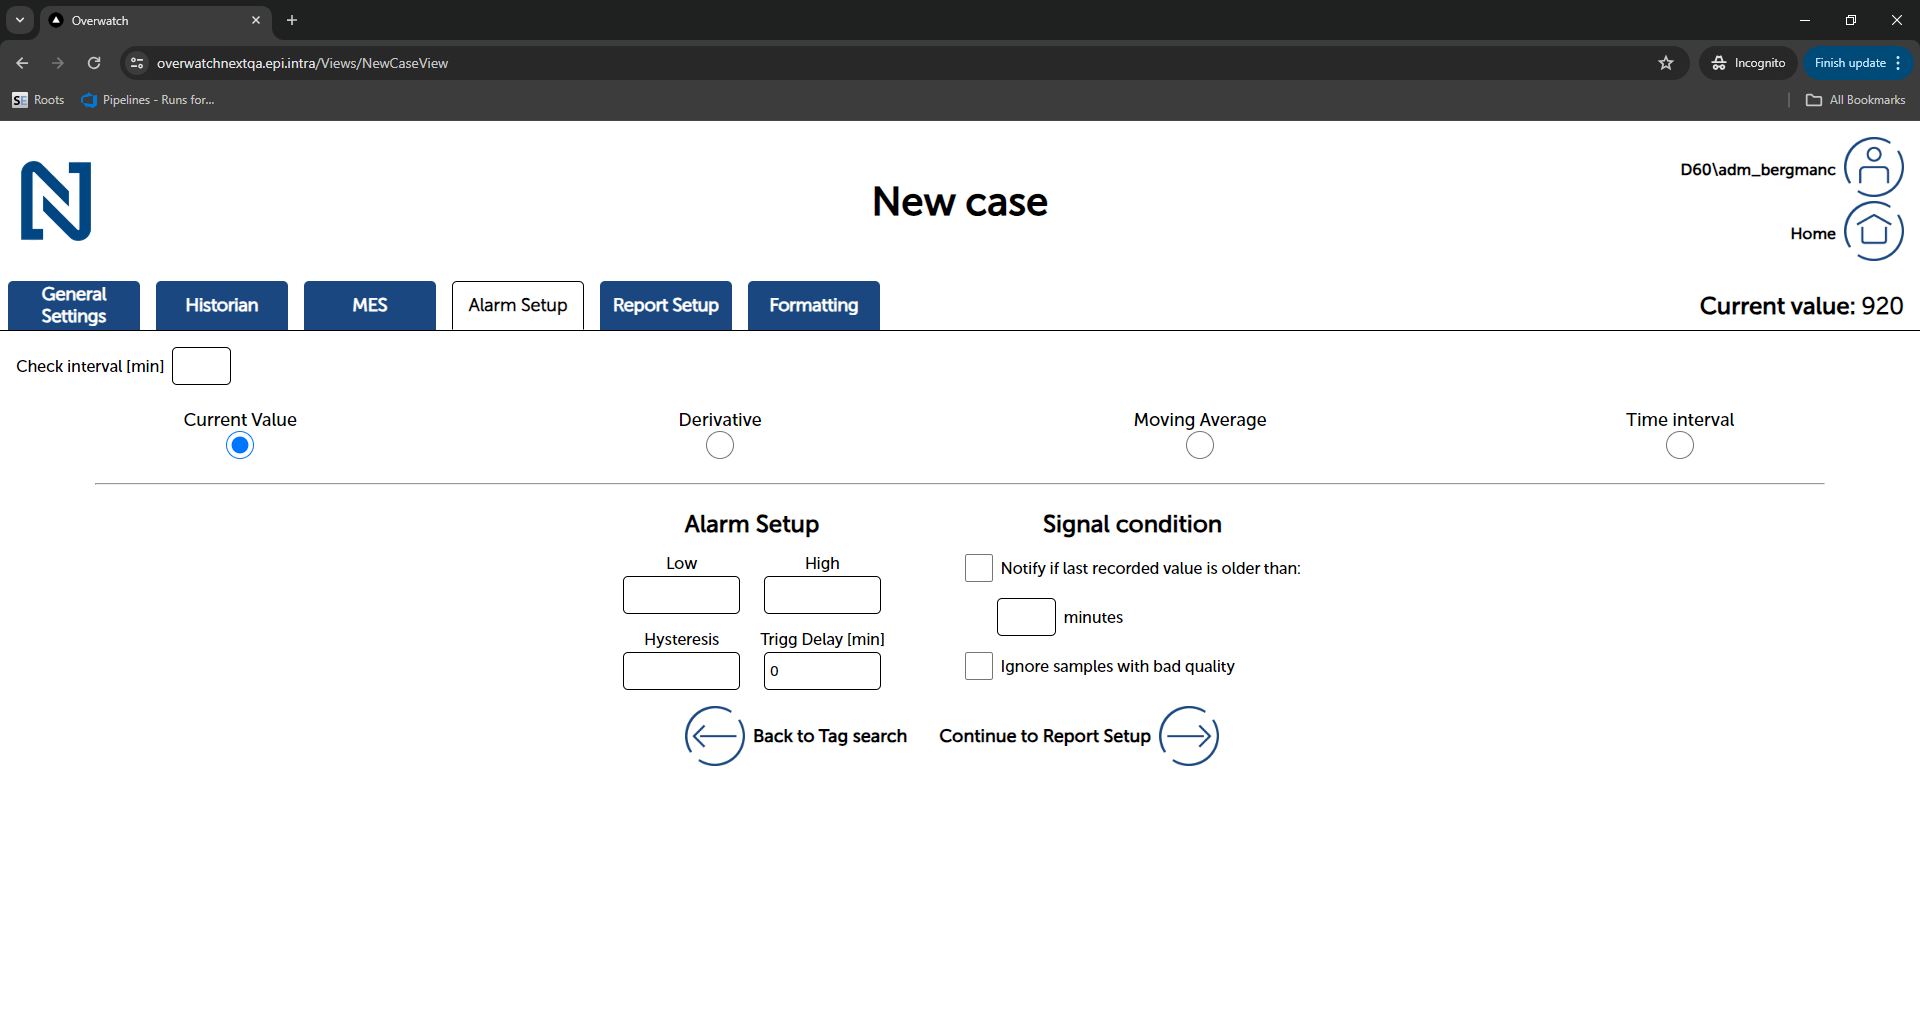 Overwatch
overwatchnextqa.epi.intra/Views/NewCaseView
Incognito
Finish update
Roots
Pipelines - Runs for...
All Bookmarks
New case
D60\adm_bergmanc
Home
General Settings
Historian
MES
Alarm Setup
Report Setup
Formatting
Current value: 920
Check interval [min]
Current Value
Derivative
Moving Average
Time interval
Alarm Setup
Signal condition
Low
High
Notify if last recorded value is older than:
minutes
Hysteresis
Trigg Delay [min]
0
Ignore samples with bad quality
Back to Tag search
Continue to Report Setup